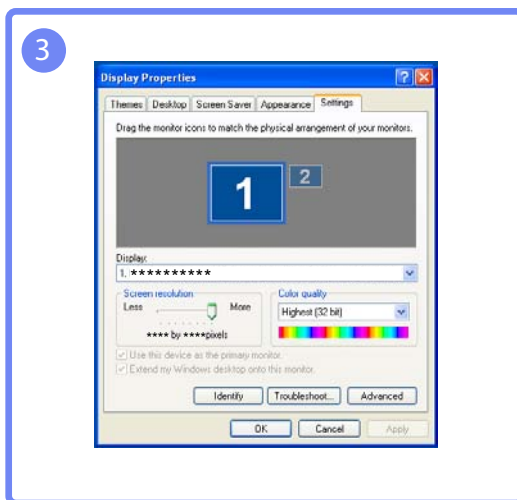 3
Display Properties
Themes Desktop Screen Saver Appearance Settings
Drag the monitor icons to match the physical arrangement of your monitors.
1 2
Display:
1. **********
Screen resolution
Less More
**** by ****pixels
Color quality
Highest (32 bit)
Use this device as the primary monitor.
Extend my Windows desktop onto this monitor.
Identify Troubleshoot... Advanced
OK Cancel Apply